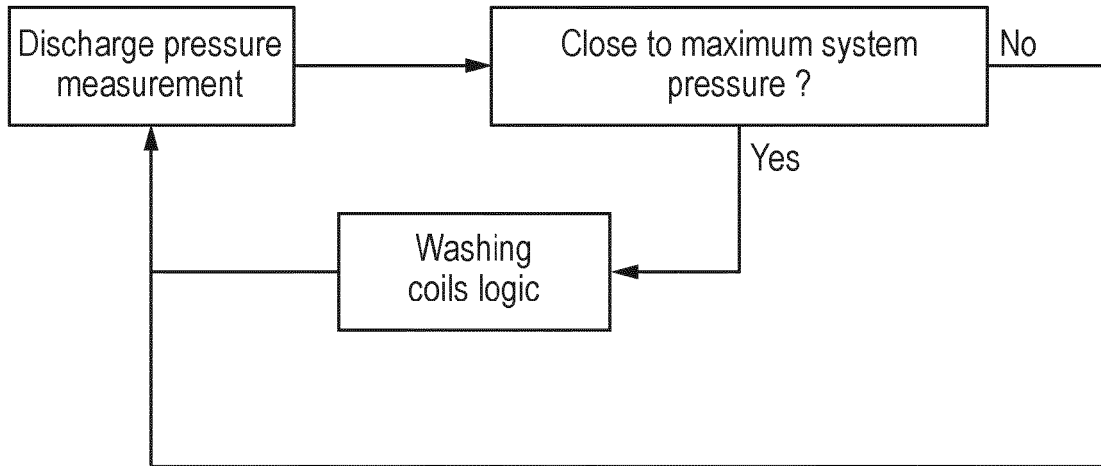 Discharge pressure
measurement
Close to maximum system
pressure ?
No
Yes
Washing
coils logic